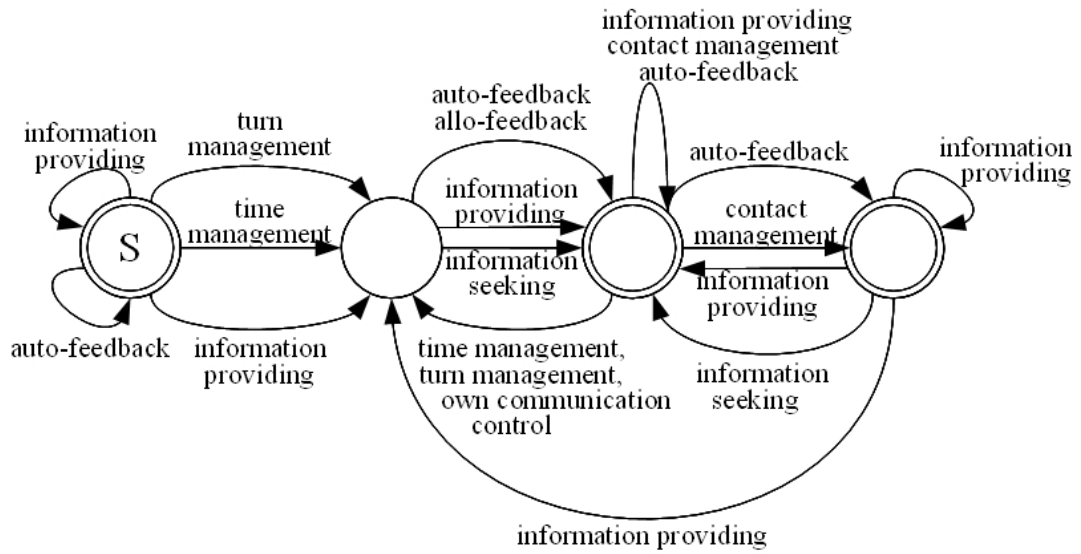 information
providing
auto-feedback
S
turn
management
time
management
information
providing
auto-feedback
allo-feedback
information
providing
information
seeking
time management,
turn management,
own communication
control
information providing
contact management
auto-feedback
auto-feedback
contact
management
information
providing
information
seeking
information
providing
information providing